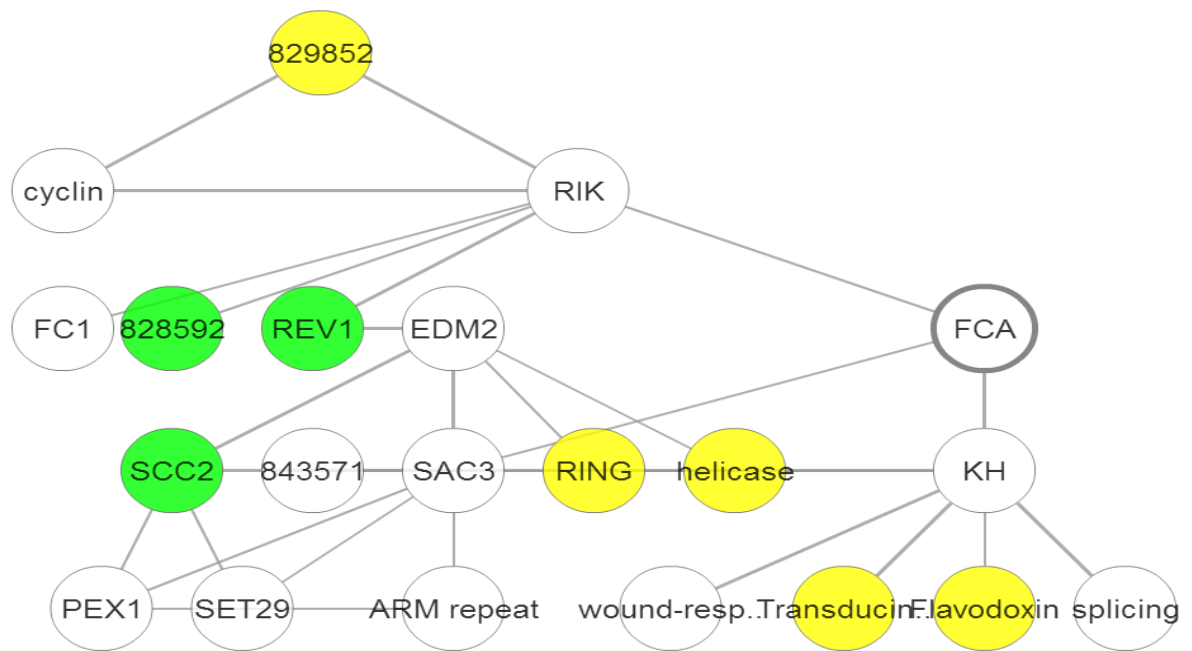 829852
cyclin
RIK
FC1
828592
REV1
EDM2
FCA
SCC2
843571
SAC3
RING
helicase
KH
PEX1
SET29
ARM repeat
wound-resp..
Transducin..
Flavodoxin
splicing